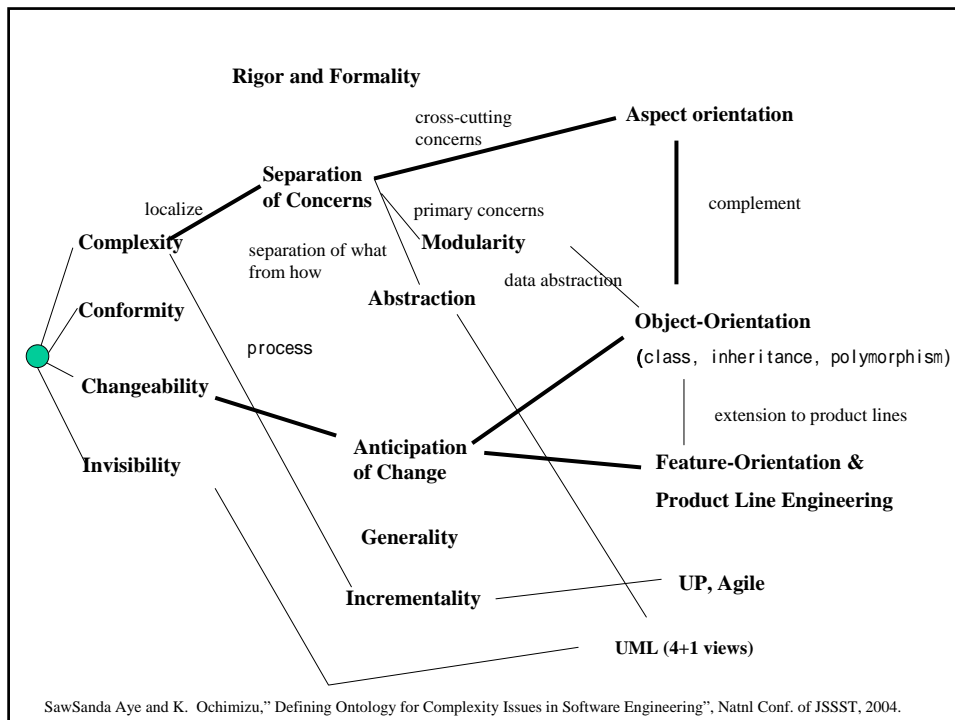 Rigor and Formality
cross-cutting
concerns
Aspect orientation
Separation
of Concerns
localize
primary concerns
complement
Complexity
separation of what
from how
Modularity
data abstraction
Abstraction
Conformity
Object-Orientation
(class, inheritance, polymorphism)
process
Changeability
extension to product lines
Anticipation
of Change
Invisibility
Feature-Orientation &
Product Line Engineering
Generality
Incrementality
UP, Agile
UML (4+1 views)
SawSanda Aye and K. Ochimizu,” Defining Ontology for Complexity Issues in Software Engineering”, Natnl Conf. of JSSST, 2004.